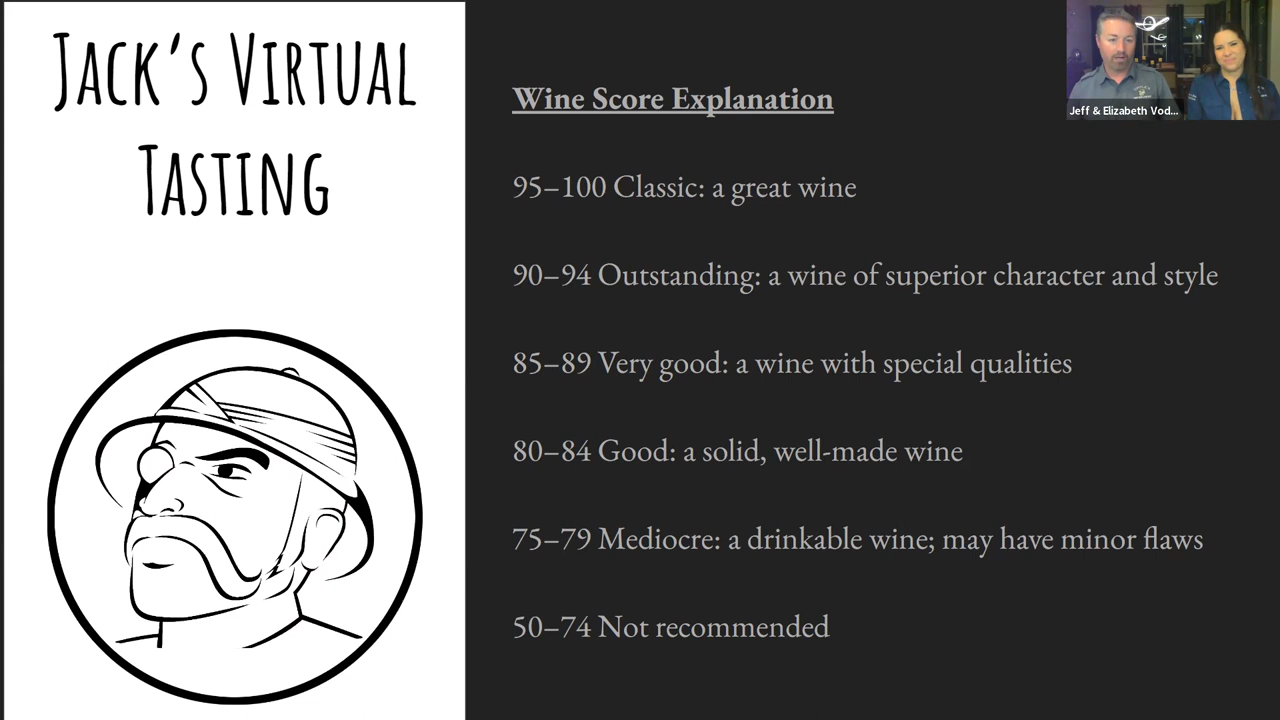 Jack's Virtual
Tasting
Wine Score Explanation
95–100 Classic: a great wine
90–94 Outstanding: a wine of superior character and style
85–89 Very good: a wine with special qualities
80–84 Good: a solid, well-made wine
75–79 Mediocre: a drinkable wine; may have minor flaws
50–74 Not recommended
Jeff & Elizabeth Vod...